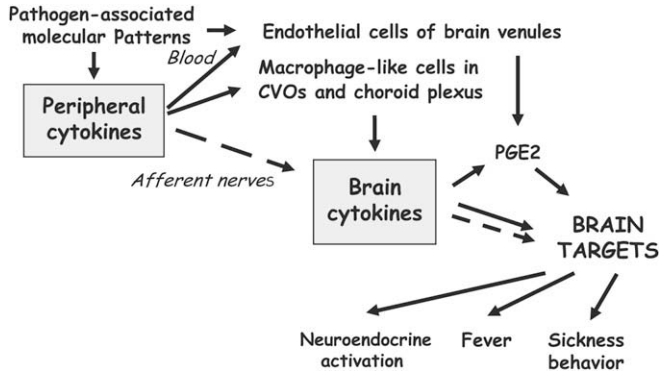 Pathogen-associated
molecular Patterns
Endothelial cells of brain venules
Blood
Macrophage-like cells in
CVOs and choroid plexus
Peripheral
cytokines
PGE2
Afferent nerves
Brain
cytokines
BRAIN
TARGETS
Neuroendocrine
activation
Fever
Sickness
behavior